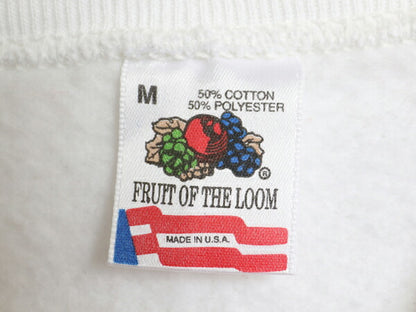 M
50% COTTON
50% POLYESTER
®
FRUIT OF THE LOOM
MADE IN U.S.A.